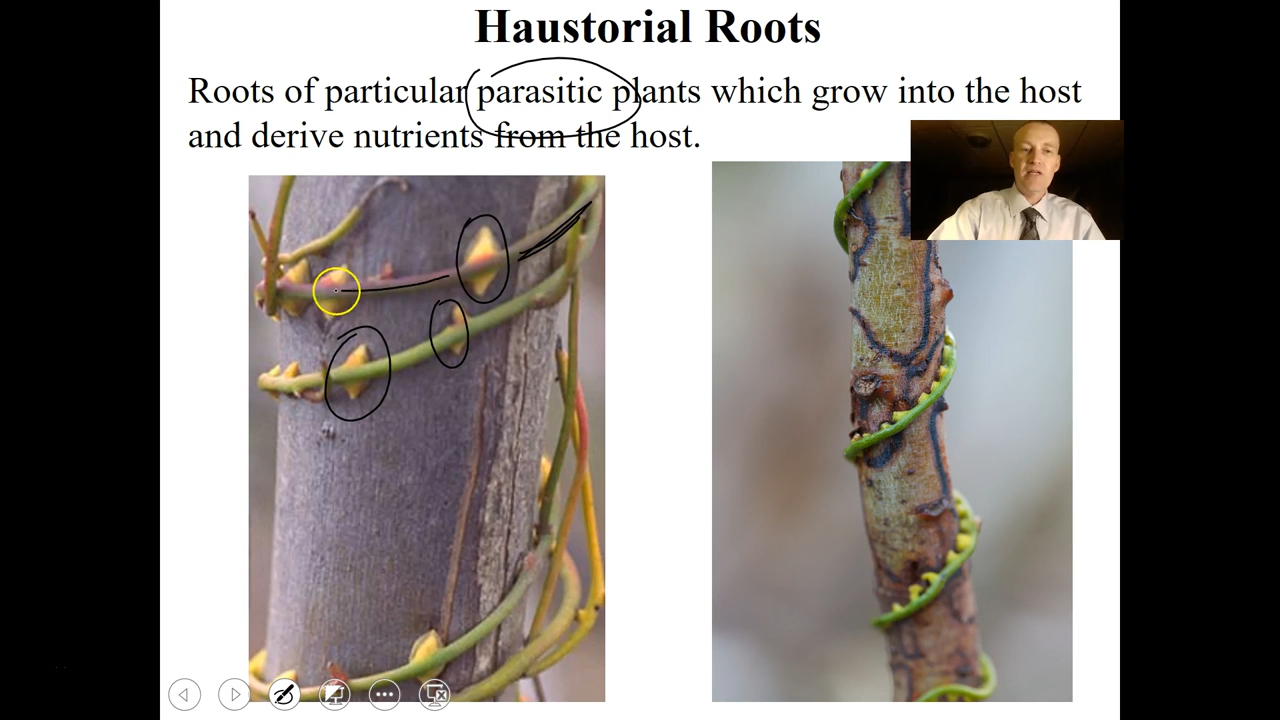 Haustorial Roots
Roots of particular parasitic plants which grow into the host
and derive nutrients from the host.